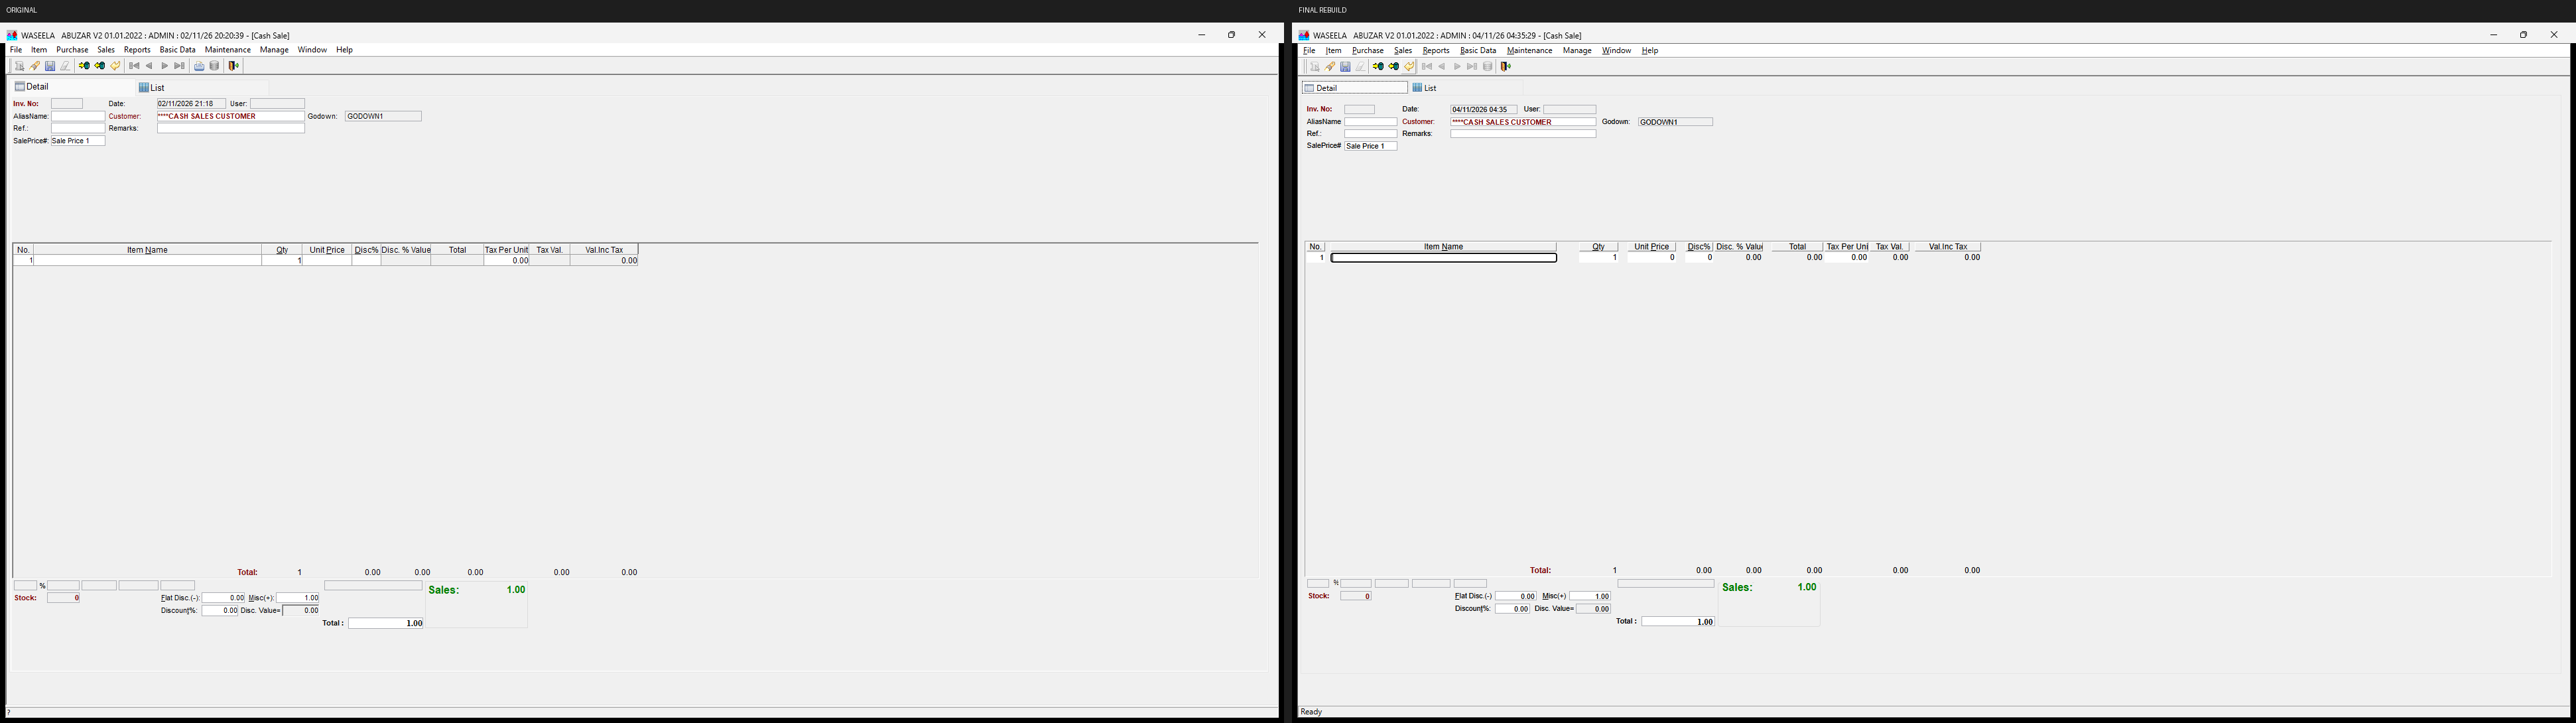 ORIGINAL
WASEELA ABUZAR V2 01.01.2022 : ADMIN : 02/11/26 20:20:39 - [Cash Sale]
File Item Purchase Sales Reports Basic Data Maintenance Manage Window Help
Detail List
Inv. No: Date: 02/11/2026 21:18 User:
AliasName: Customer: ****CASH SALES CUSTOMER Godown: GODOWN1
Ref.: Remarks:
SalePrice#: Sale Price 1
No. Item Name Qty Unit Price Disc% Disc. % Value Total Tax Per Unit Tax Val. Val.Inc Tax
1 1 0.00 0.00
Total: 1 0.00 0.00 0.00 0.00 0.00
%
Sales: 1.00
Stock: 0 Flat Disc.(-): 0.00 Misc(+): 1.00
Discount%: 0.00 Disc. Value= 0.00
Total : 1.00
?
FINAL REBUILD
WASEELA ABUZAR V2 01.01.2022 : ADMIN : 04/11/26 04:35:29 - [Cash Sale]
File Item Purchase Sales Reports Basic Data Maintenance Manage Window Help
Detail List
Inv. No: Date: 04/11/2026 04:35 User:
AliasName Customer: ****CASH SALES CUSTOMER Godown: GODOWN1
Ref.: Remarks:
SalePrice# Sale Price 1
No. Item Name Qty Unit Price Disc% Disc. % Valu Total Tax Per Uni Tax Val. Val.Inc Tax
1 1 0 0 0.00 0.00 0.00 0.00 0.00
Total: 1 0.00 0.00 0.00 0.00 0.00
%
Sales: 1.00
Stock: 0 Flat Disc.(-) 0.00 Misc(+) 1.00
Discount%: 0.00 Disc. Value= 0.00
Total : 1.00
Ready